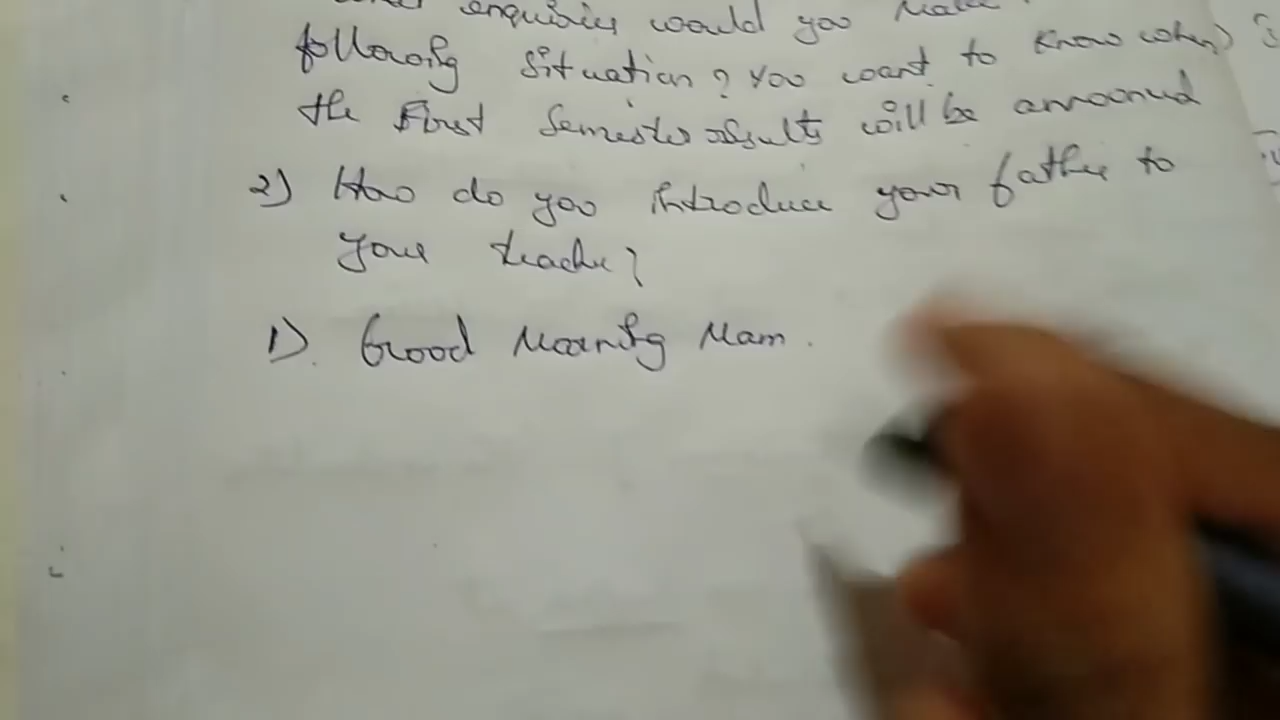 enquiries would you make
following situation? You want to know when
the First Semester results will be announced
2) How do you introduce your father to
your teacher?
1). Good Morning Mam.